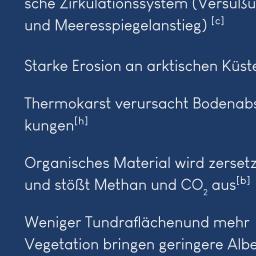 sche Zirkulationssystem (Versüßu
und Meeresspiegelanstieg) [c]
Starke Erosion an arktischen Küste
Thermokarst verursacht Bodenabs
kungen[h]
Organisches Material wird zersetz
und stößt Methan und CO2 aus[b]
Weniger Tundraflächenund mehr
Vegetation bringen geringere Albe